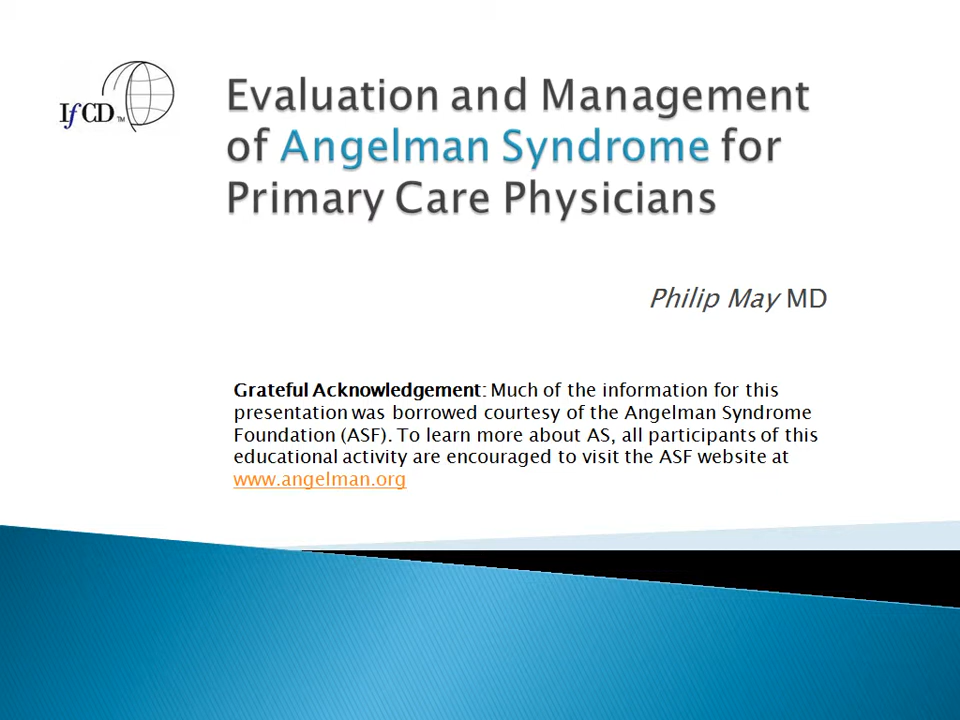 IfCD™
Evaluation and Management
of Angelman Syndrome for
Primary Care Physicians
Philip May MD
Grateful Acknowledgement: Much of the information for this
presentation was borrowed courtesy of the Angelman Syndrome
Foundation (ASF). To learn more about AS, all participants of this
educational activity are encouraged to visit the ASF website at
www.angelman.org